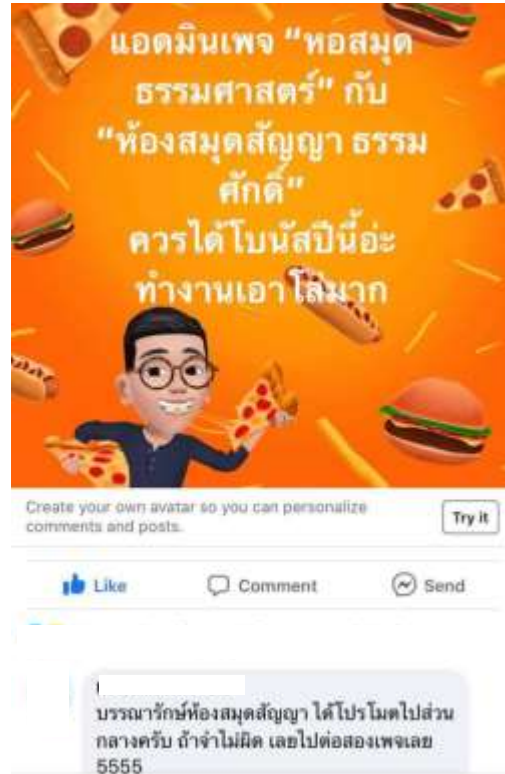 แอดมินเพจ “หอสมุด
ธรรมศาสตร์” กับ
“ห้องสมุดสัญญา ธรรม
ศักดิ์”
ควรได้โบนัสปีนี้อ่ะ
ทำงานเอาโล่มาก
Create your own avatar so you can personalize
comments and posts.
Try it
Like
Comment
Send
บรรณารักษ์ห้องสมุดสัญญา ได้โปรโมตไปส่วน
กลางครับ ถ้าจำไม่ผิด เลยไปต่อสองเพจเลย
5555